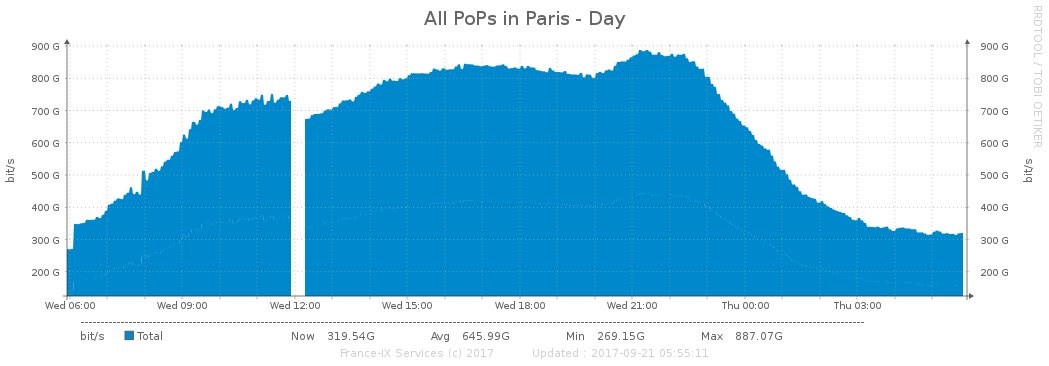 All PoPs in Paris - Day
RRDTOOL / TOBI OETIKER
bit/s
900 G
800 G
700 G
600 G
500 G
400 G
300 G
200 G
900 G
800 G
700 G
600 G
500 G
400 G
300 G
200 G
bit/s
Wed 06:00 Wed 09:00 Wed 12:00 Wed 15:00 Wed 18:00 Wed 21:00 Thu 00:00 Thu 03:00
bit/s Total Now 319.54G Avg 645.99G Min 269.15G Max 887.07G
France-IX Services (c) 2017 Updated : 2017-09-21 05:55:11